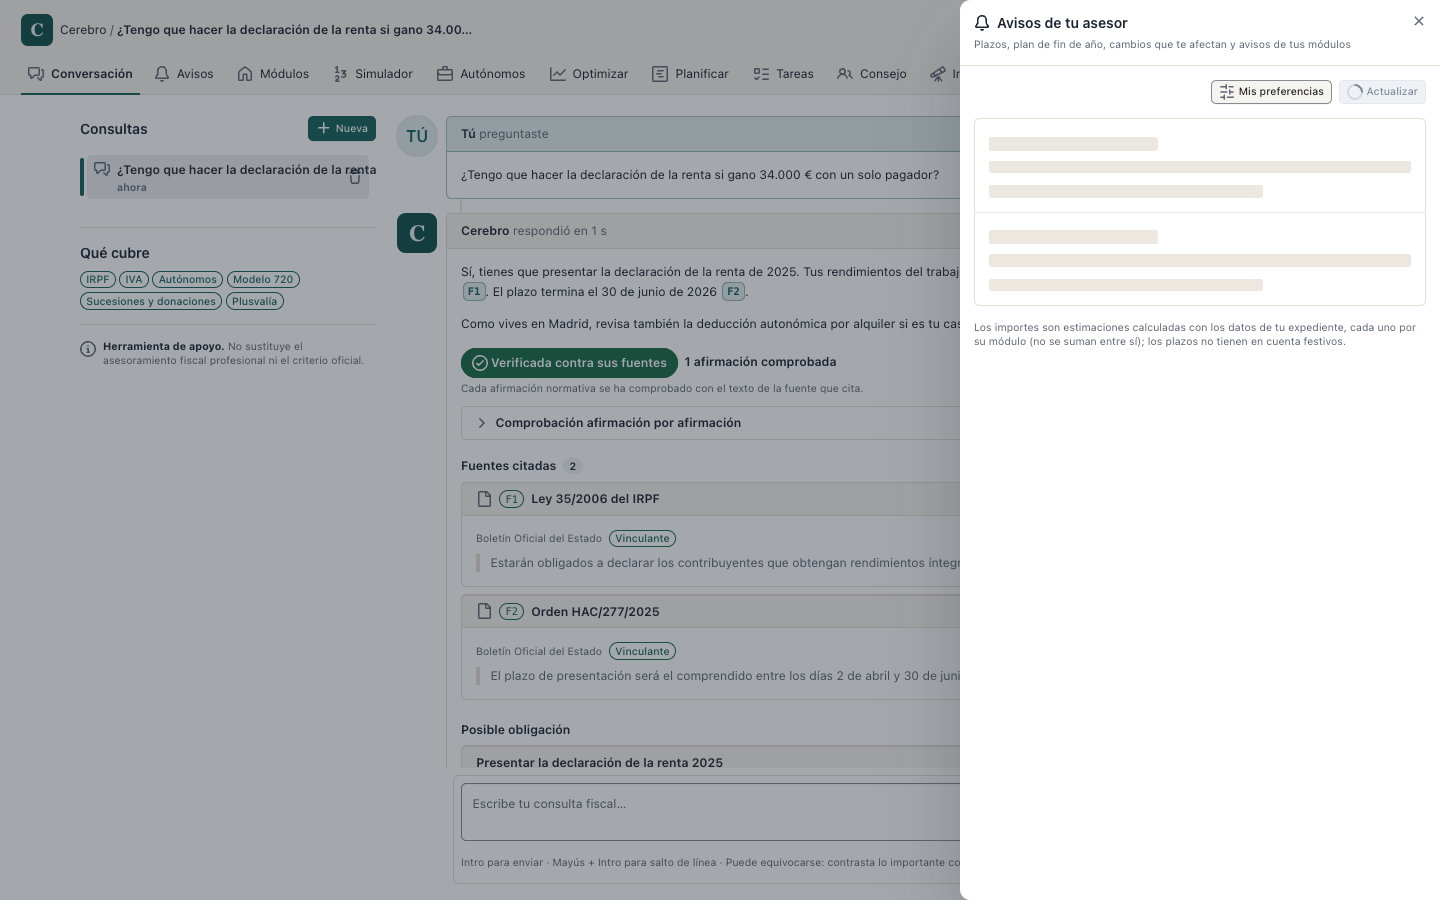 C
Cerebro / ¿Tengo que hacer la declaración de la renta si gano 34.00...
Conversación
Avisos
Módulos
Simulador
Autónomos
Optimizar
Planificar
Tareas
Consejo
Consultas
Nueva
¿Tengo que hacer la declaración de la renta
ahora
Qué cubre
IRPF
IVA
Autónomos
Modelo 720
Sucesiones y donaciones
Plusvalía
Herramienta de apoyo. No sustituye el
asesoramiento fiscal profesional ni el criterio oficial.
TÚ
Tú preguntaste
¿Tengo que hacer la declaración de la renta si gano 34.000 € con un solo pagador?
C
Cerebro respondió en 1 s
Sí, tienes que presentar la declaración de la renta de 2025. Tus rendimientos del trabaj
F1. El plazo termina el 30 de junio de 2026 F2.
Como vives en Madrid, revisa también la deducción autonómica por alquiler si es tu cas
Verificada contra sus fuentes
1 afirmación comprobada
Cada afirmación normativa se ha comprobado con el texto de la fuente que cita.
Comprobación afirmación por afirmación
Fuentes citadas 2
F1 Ley 35/2006 del IRPF
Boletín Oficial del Estado Vinculante
Estarán obligados a declarar los contribuyentes que obtengan rendimientos ínteg
F2 Orden HAC/277/2025
Boletín Oficial del Estado Vinculante
El plazo de presentación será el comprendido entre los días 2 de abril y 30 de juni
Posible obligación
Presentar la declaración de la renta 2025
Escribe tu consulta fiscal...
Intro para enviar · Mayús + Intro para salto de línea · Puede equivocarse: contrasta lo importante co
Avisos de tu asesor
Plazos, plan de fin de año, cambios que te afectan y avisos de tus módulos
Mis preferencias
Actualizar
Los importes son estimaciones calculadas con los datos de tu expediente, cada uno por
su módulo (no se suman entre sí); los plazos no tienen en cuenta festivos.